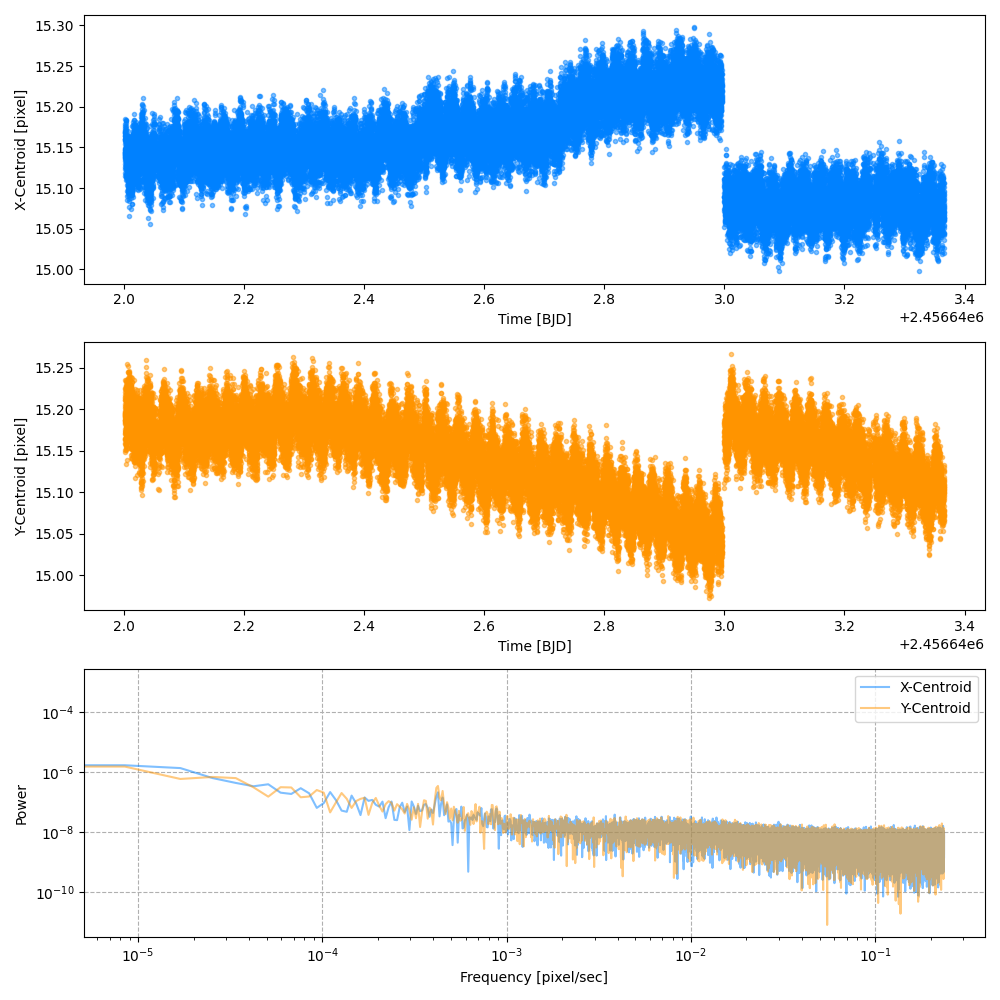 15.30
15.25
15.20
15.15
15.10
15.05
15.00
X-Centroid [pixel]
2.0 2.2 2.4 2.6 2.8 3.0 3.2 3.4
Time [BJD]
+2.45664e6
15.25
15.20
15.15
15.10
15.05
15.00
Y-Centroid [pixel]
2.0 2.2 2.4 2.6 2.8 3.0 3.2 3.4
Time [BJD]
+2.45664e6
X-Centroid
Y-Centroid
10⁻⁴
10⁻⁶
10⁻⁸
10⁻¹⁰
Power
10⁻⁵ 10⁻⁴ 10⁻³ 10⁻² 10⁻¹
Frequency [pixel/sec]